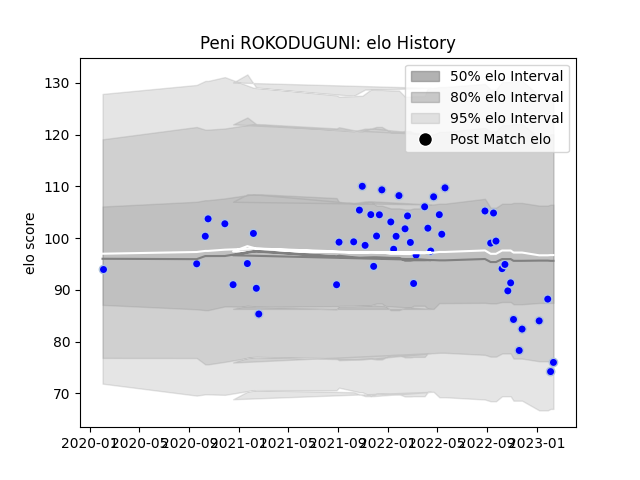 Peni ROKODUGUNI: elo History
50% elo Interval
80% elo Interval
95% elo Interval
Post Match elo
elo score
130
120
110
100
90
80
70
2020-01 2020-05 2020-09 2021-01 2021-05 2021-09 2022-01 2022-05 2022-09 2023-01